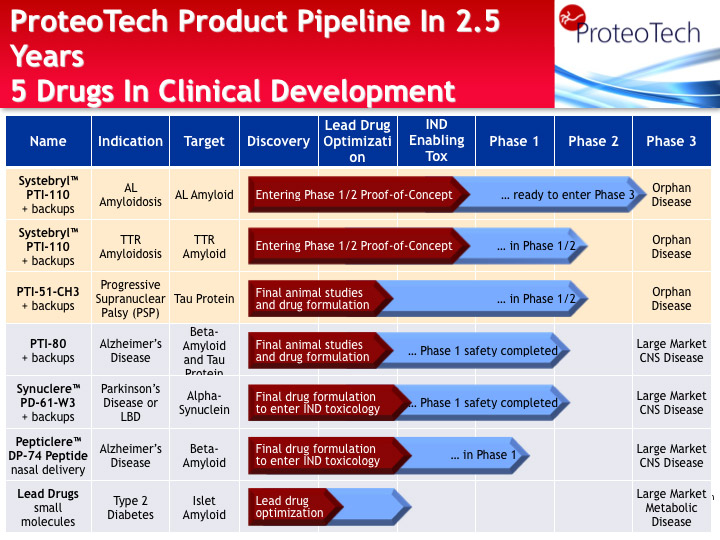 ProteoTech Product Pipeline In 2.5
Years
5 Drugs In Clinical Development
ProteoTech
Name
Indication
Target
Discovery
Lead Drug
Optimizati
on
IND
Enabling
Tox
Phase 1
Phase 2
Phase 3
Systebryl™
PTI-110
+ backups
AL
Amyloidosis
AL Amyloid
Entering Phase 1/2 Proof-of-Concept
... ready to enter Phase 3
Orphan
Disease
Systebryl™
PTI-110
+ backups
TTR
Amyloidosis
TTR
Amyloid
Entering Phase 1/2 Proof-of-Concept
... in Phase 1/2
Orphan
Disease
PTI-51-CH3
+ backups
Progressive
Supranuclear
Palsy (PSP)
Tau Protein
Final animal studies
and drug formulation
... in Phase 1/2
Orphan
Disease
PTI-80
+ backups
Alzheimer's
Disease
Beta-
Amyloid
and Tau
Protein
Final animal studies
and drug formulation
... Phase 1 safety completed
Large Market
CNS Disease
Synuclere™
PD-61-W3
+ backups
Parkinson's
Disease or
LBD
Alpha-
Synuclein
Final drug formulation
to enter IND toxicology
... Phase 1 safety completed
Large Market
CNS Disease
Pepticlere™
DP-74 Peptide
nasal delivery
Alzheimer's
Disease
Beta-
Amyloid
Final drug formulation
to enter IND toxicology
... in Phase 1
Large Market
CNS Disease
Lead Drugs
small
molecules
Type 2
Diabetes
Islet
Amyloid
Lead drug
optimization
Large Market
Metabolic
Disease